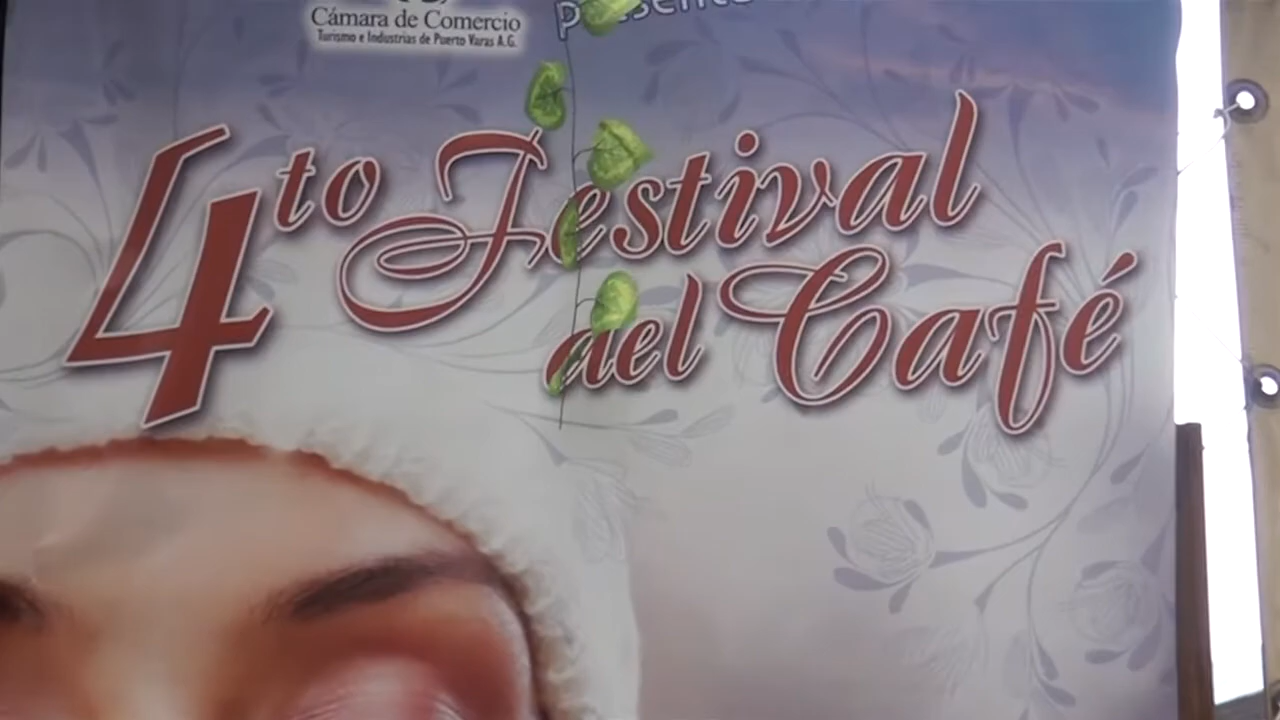 Cámara de Comercio
Turismo e Industrias de Puerto Varas A.G.
4to Festival
del Café